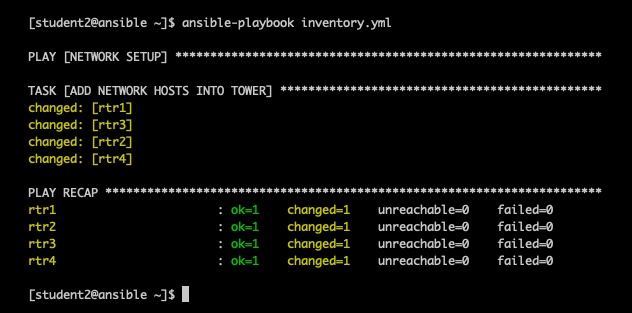 [student2@ansible ~]$ ansible-playbook inventory.yml
PLAY [NETWORK SETUP] *************************************************************
TASK [ADD NETWORK HOSTS INTO TOWER] **********************************************
changed: [rtr1]
changed: [rtr3]
changed: [rtr2]
changed: [rtr4]
PLAY RECAP ***********************************************************************
rtr1                       : ok=1    changed=1    unreachable=0    failed=0
rtr2                       : ok=1    changed=1    unreachable=0    failed=0
rtr3                       : ok=1    changed=1    unreachable=0    failed=0
rtr4                       : ok=1    changed=1    unreachable=0    failed=0
[student2@ansible ~]$